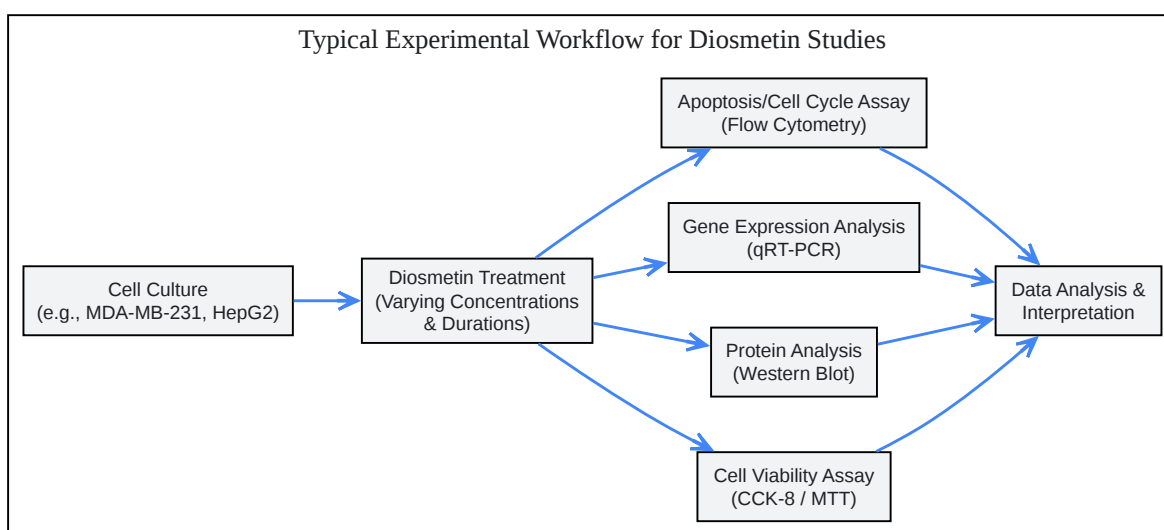 Typical Experimental Workflow for Diosmetin Studies
Cell Culture
(e.g., MDA-MB-231, HepG2)
Diosmetin Treatment
(Varying Concentrations
& Durations)
Apoptosis/Cell Cycle Assay
(Flow Cytometry)
Gene Expression Analysis
(qRT-PCR)
Protein Analysis
(Western Blot)
Cell Viability Assay
(CCK-8 / MTT)
Data Analysis &
Interpretation